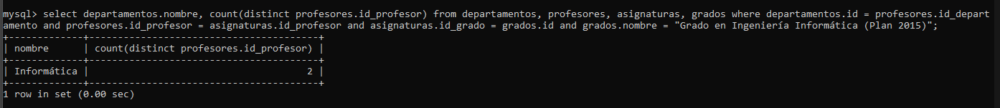 mysql> select departamentos.nombre, count(distinct profesores.id_profesor) from departamentos, profesores, asignaturas, grados where departamentos.id = profesores.id_depart
amento and profesores.id_profesor = asignaturas.id_profesor and asignaturas.id_grado = grados.id and grados.nombre = "Grado en Ingeniería Informática (Plan 2015)";
+-------------+----------------------------------------+
| nombre      | count(distinct profesores.id_profesor) |
+-------------+----------------------------------------+
| Informática |                                      2 |
+-------------+----------------------------------------+
1 row in set (0.00 sec)